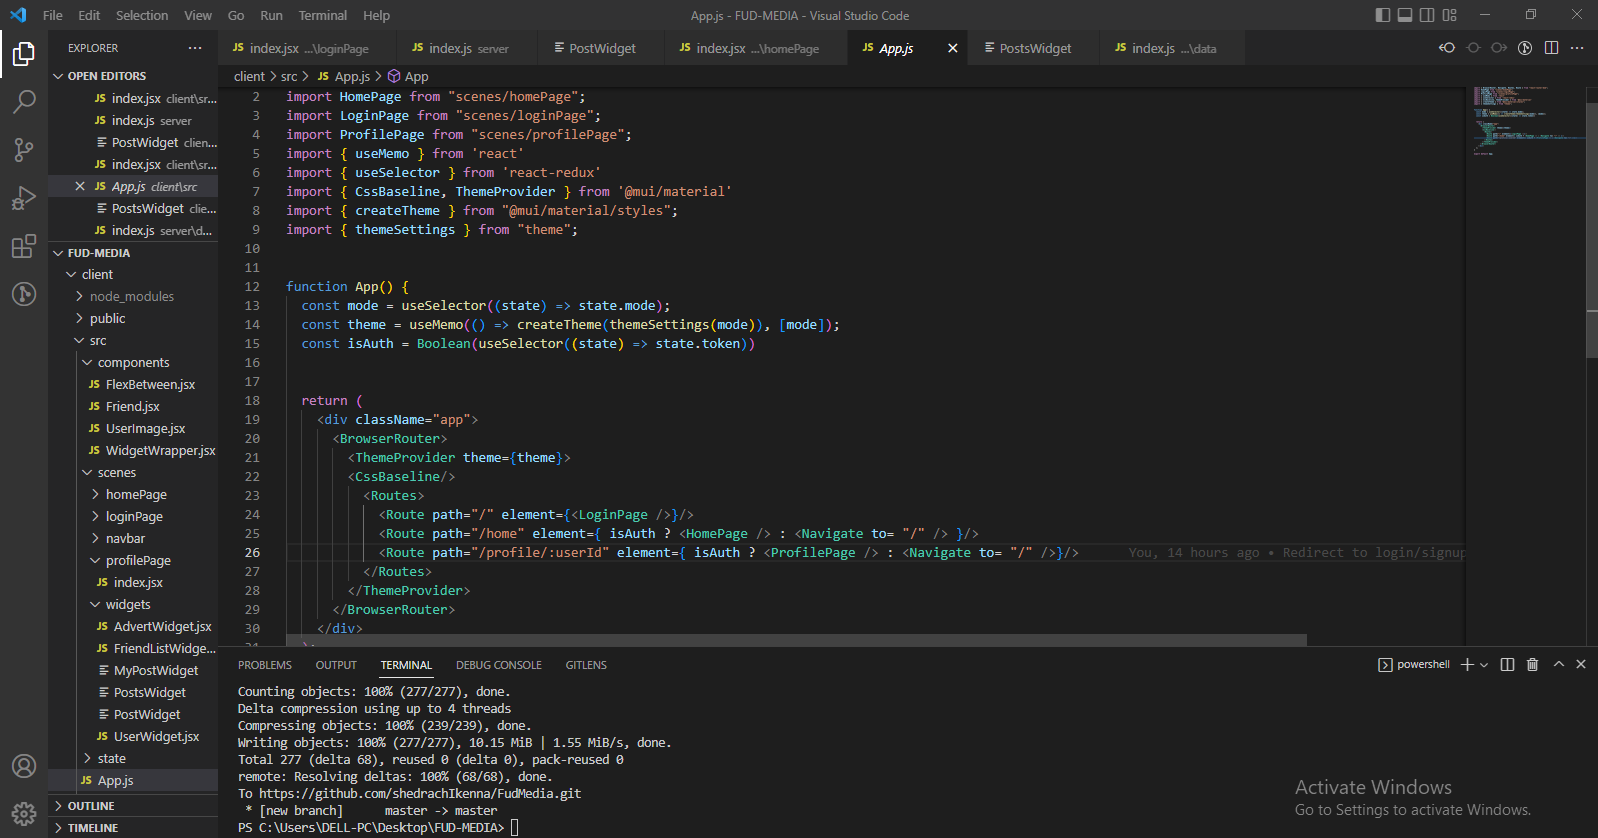 File Edit Selection View Go Run Terminal Help
App.js - FUD-MEDIA - Visual Studio Code
EXPLORER
index.jsx ...\loginPage
index.js server
PostWidget
index.jsx ...\homePage
App.js
PostsWidget
index.js ...\data
OPEN EDITORS
JS index.jsx client\sr...
JS index.js server
PostWidget clien...
JS index.jsx client\sr...
JS App.js client\src
PostsWidget clie...
JS index.js server\d...
FUD-MEDIA
client
node_modules
public
src
components
JS FlexBetween.jsx
JS Friend.jsx
JS UserImage.jsx
JS WidgetWrapper.jsx
scenes
homePage
loginPage
navbar
profilePage
JS index.jsx
widgets
JS AdvertWidget.jsx
JS FriendListWidge...
MyPostWidget
PostsWidget
PostWidget
JS UserWidget.jsx
state
JS App.js
OUTLINE
TIMELINE
client > src > JS App.js > App
2 import HomePage from "scenes/homePage";
3 import LoginPage from "scenes/loginPage";
4 import ProfilePage from "scenes/profilePage";
5 import { useMemo } from 'react'
6 import { useSelector } from 'react-redux'
7 import { CssBaseline, ThemeProvider } from '@mui/material'
8 import { createTheme } from "@mui/material/styles";
9 import { themeSettings } from "theme";
10
11
12 function App() {
13 const mode = useSelector((state) => state.mode);
14 const theme = useMemo(() => createTheme(themeSettings(mode)), [mode]);
15 const isAuth = Boolean(useSelector((state) => state.token))
16
17
18 return (
19 <div className="app">
20 <BrowserRouter>
21 <ThemeProvider theme={theme}>
22 <CssBaseline/>
23 <Routes>
24 <Route path="/" element={<LoginPage />}/>
25 <Route path="/home" element={ isAuth ? <HomePage /> : <Navigate to= "/" /> }/>
26 <Route path="/profile/:userId" element={ isAuth ? <ProfilePage /> : <Navigate to= "/" />}/> You, 14 hours ago • Redirect to login/signup
27 </Routes>
28 </ThemeProvider>
29 </BrowserRouter>
30 </div>
PROBLEMS OUTPUT TERMINAL DEBUG CONSOLE GITLENS
powershell
Counting objects: 100% (277/277), done.
Delta compression using up to 4 threads
Compressing objects: 100% (239/239), done.
Writing objects: 100% (277/277), 10.15 MiB | 1.55 MiB/s, done.
Total 277 (delta 68), reused 0 (delta 0), pack-reused 0
remote: Resolving deltas: 100% (68/68), done.
To https://github.com/shedrachIkenna/FudMedia.git
* [new branch] master -> master
PS C:\Users\DELL-PC\Desktop\FUD-MEDIA>
Activate Windows
Go to Settings to activate Windows.